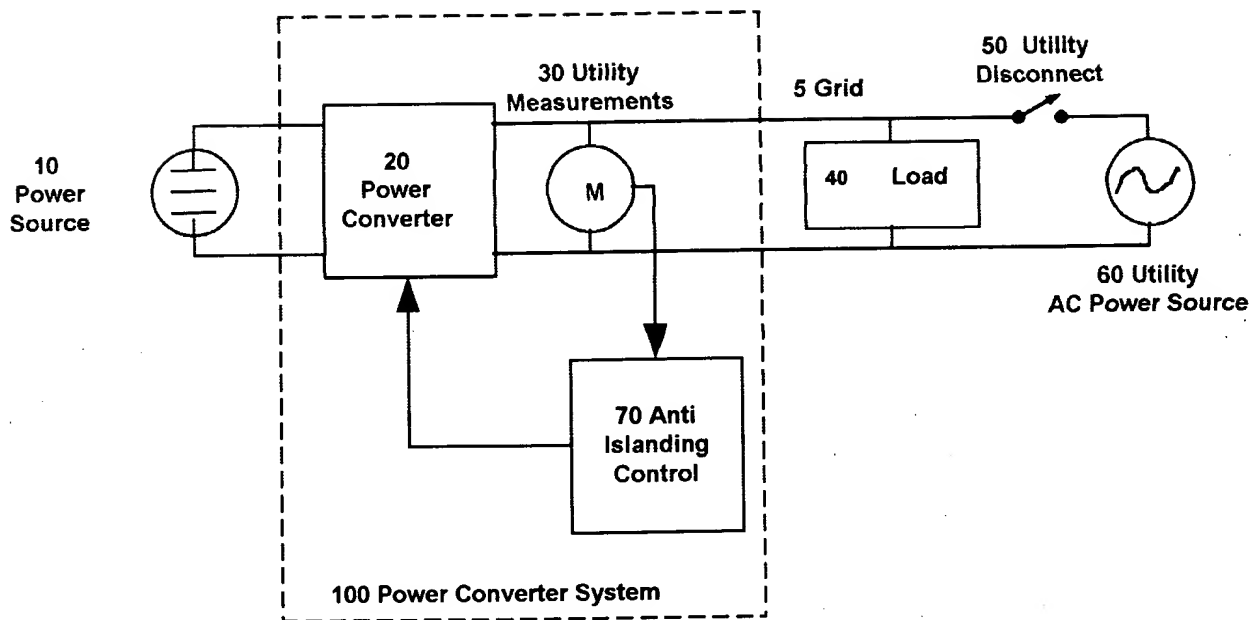 10
Power
Source
20
Power
Converter
30 Utility
Measurements
M
5 Grid
40 Load
50 Utility
Disconnect
60 Utility
AC Power Source
70 Anti
Islanding
Control
100 Power Converter System